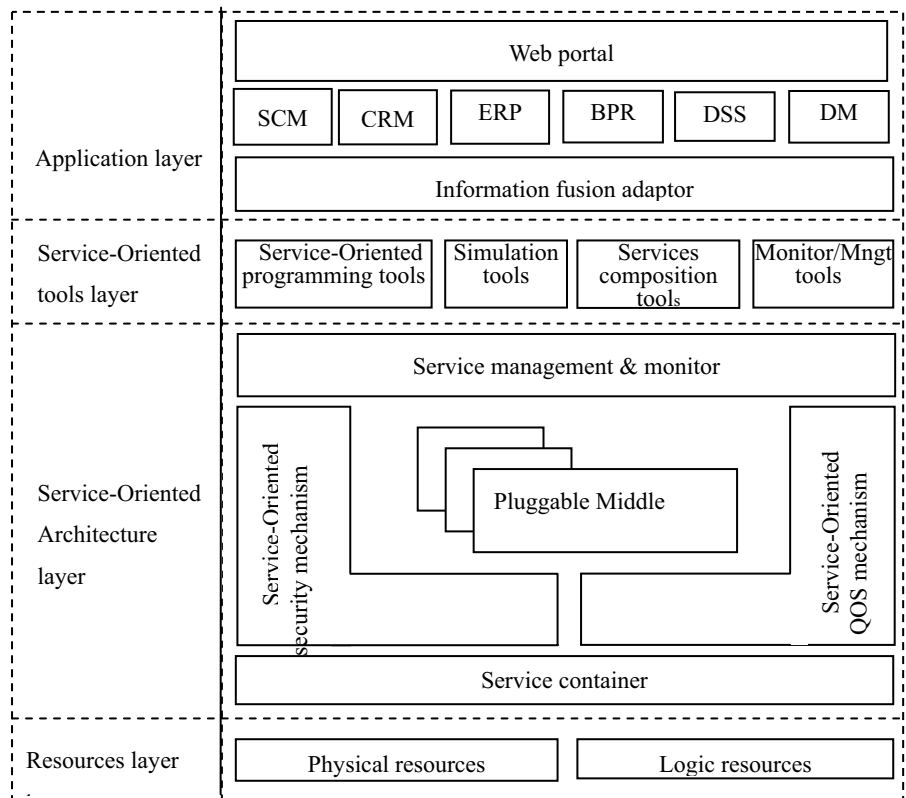 Web portal
SCM
CRM
ERP
BPR
DSS
DM
Application layer
Information fusion adaptor
Service-Oriented
tools layer
Service-Oriented
programming tools
Simulation
tools
Services
composition
tools
Monitor/Mngt
tools
Service management & monitor
Service-Oriented
Architecture
layer
Service-Oriented
security mechanism
Pluggable Middle
Service-Oriented
QOS mechanism
Service container
Resources layer
Physical resources
Logic resources